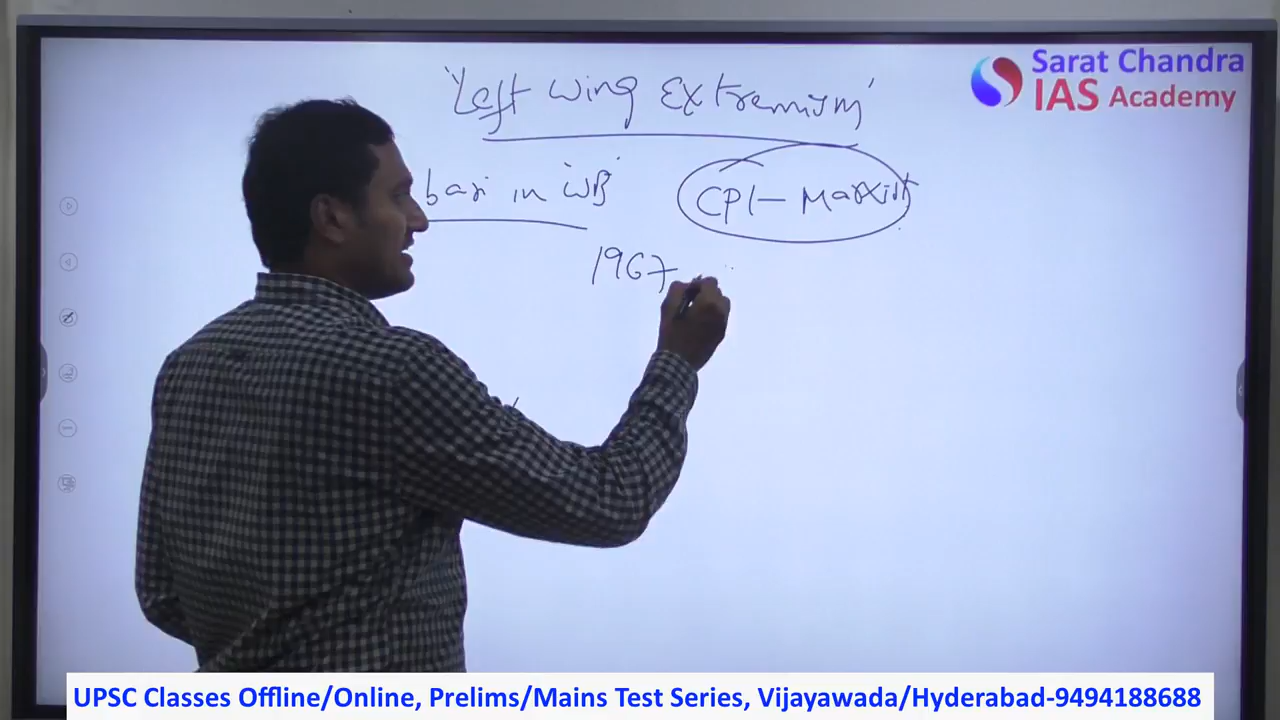 'Left wing Extremism'
Sarat Chandra
IAS Academy
bari in 'WB'
CPI - Marxist
1967
UPSC Classes Offline/Online, Prelims/Mains Test Series, Vijayawada/Hyderabad-9494188688